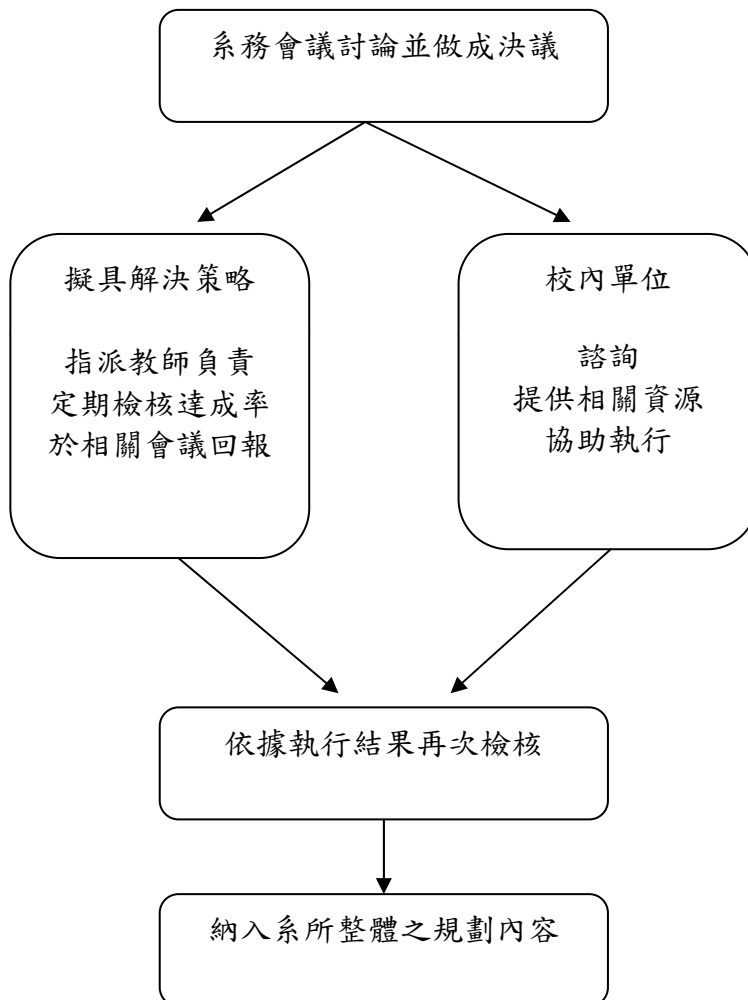 系務會議討論並做成決議
擬具解決策略
指派教師負責
定期檢核達成率
於相關會議回報
校內單位
諮詢
提供相關資源
協助執行
依據執行結果再次檢核
納入系所整體之規劃內容